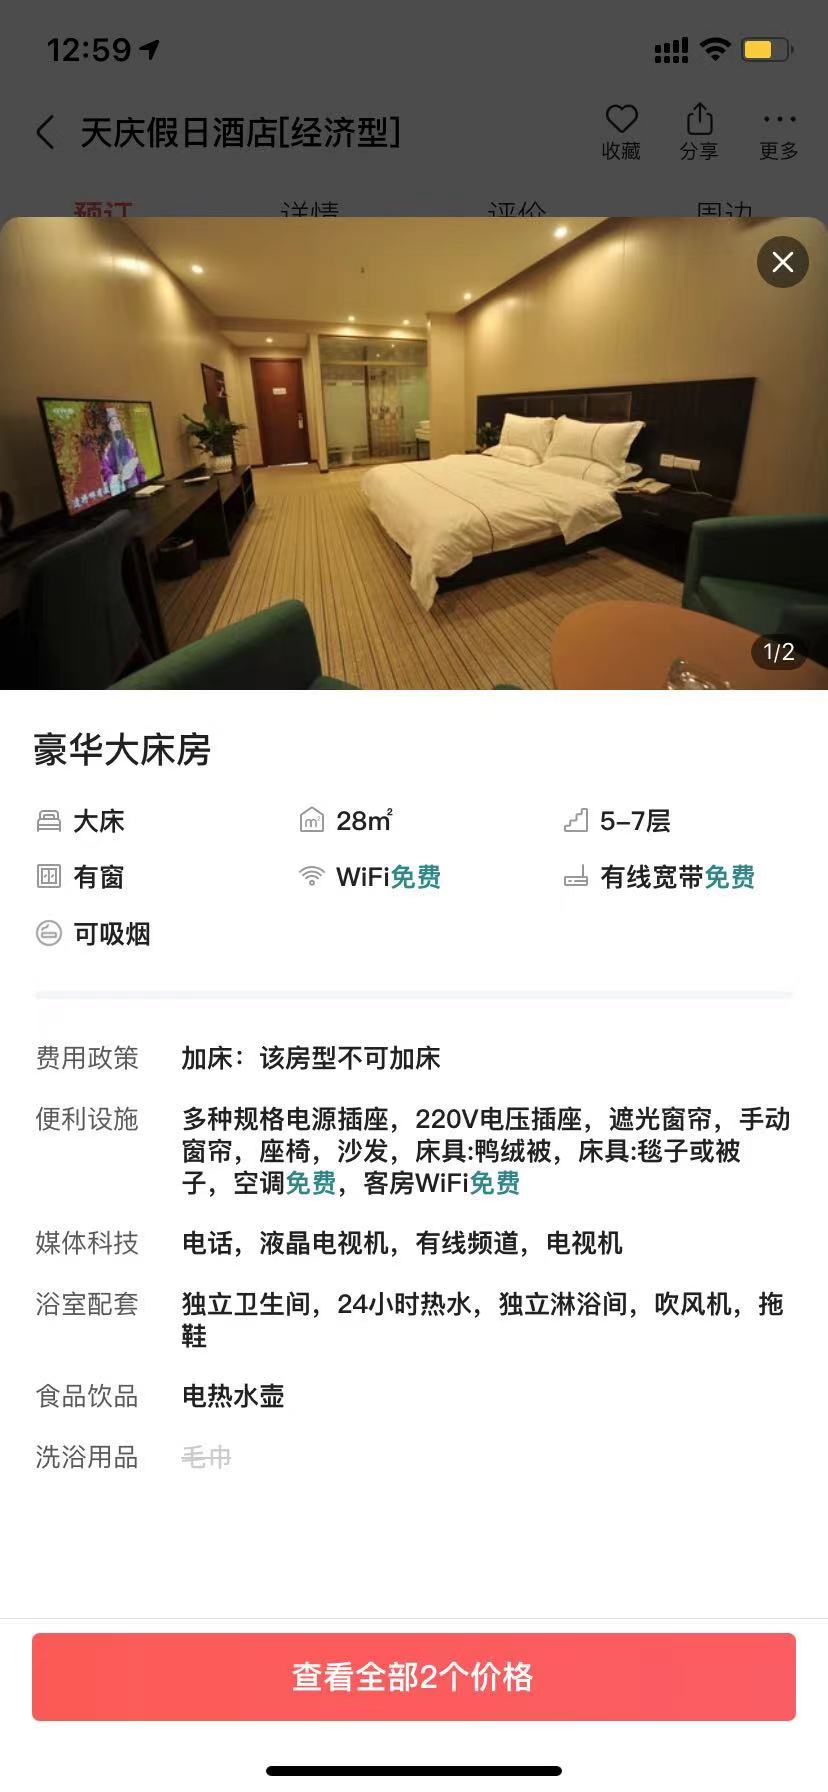 12:59
天庆假日酒店[经济型]
收藏
分享
更多
预订
详情
评价
周边
1/2
豪华大床房
大床
28㎡
5-7层
有窗
WiFi免费
有线宽带免费
可吸烟
费用政策
加床：该房型不可加床
便利设施
多种规格电源插座，220V电压插座，遮光窗帘，手动
窗帘，座椅，沙发，床具:鸭绒被，床具:毯子或被
子，空调免费，客房WiFi免费
媒体科技
电话，液晶电视机，有线频道，电视机
浴室配套
独立卫生间，24小时热水，独立淋浴间，吹风机，拖
鞋
食品饮品
电热水壶
洗浴用品
毛巾
查看全部2个价格